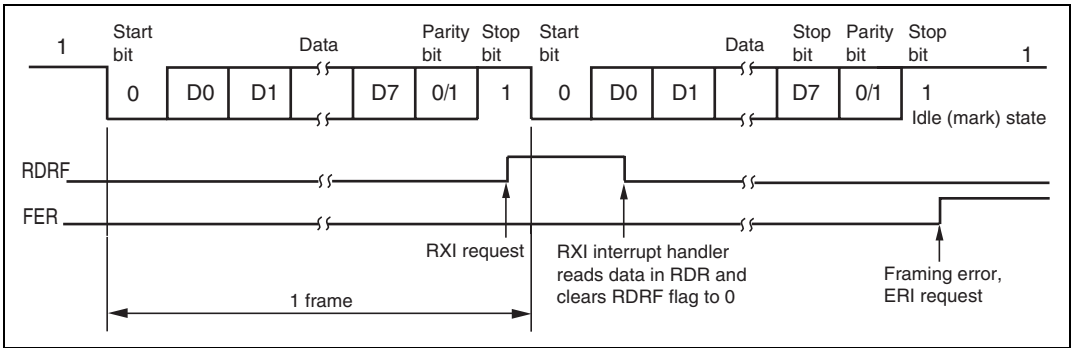 1
Start bit
Data
Parity bit
Stop bit
Start bit
Data
Stop bit
Parity bit
Stop bit
1
0 D0 D1 D7 0/1 1 0 D0 D1 D7 0/1 1
Idle (mark) state
RDRF
FER
RXI request
RXI interrupt handler
reads data in RDR and
clears RDRF flag to 0
Framing error,
ERI request
1 frame